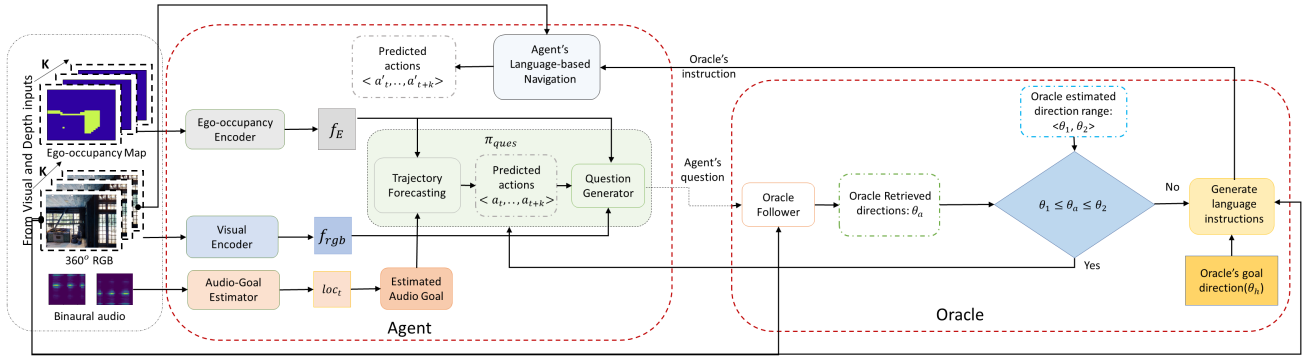 From Visual and Depth inputs
K
Ego-occupancy Map
K
360° RGB
Binaural audio
Predicted
actions
< a't,..,a't+k>
Agent's
Language-based
Navigation
Ego-occupancy
Encoder
fE
πques
Trajectory
Forecasting
Predicted
actions
< at,..,at+k>
Question
Generator
Visual
Encoder
frgb
Audio-Goal
Estimator
loct
Estimated
Audio Goal
Agent
Oracle's
instruction
Agent's
question
Oracle
Follower
Oracle Retrieved
directions: θa
Oracle estimated
direction range:
<θ1, θ2>
θ1 ≤ θa ≤ θ2
No
Yes
Generate
language
instructions
Oracle's goal
direction(θh)
Oracle